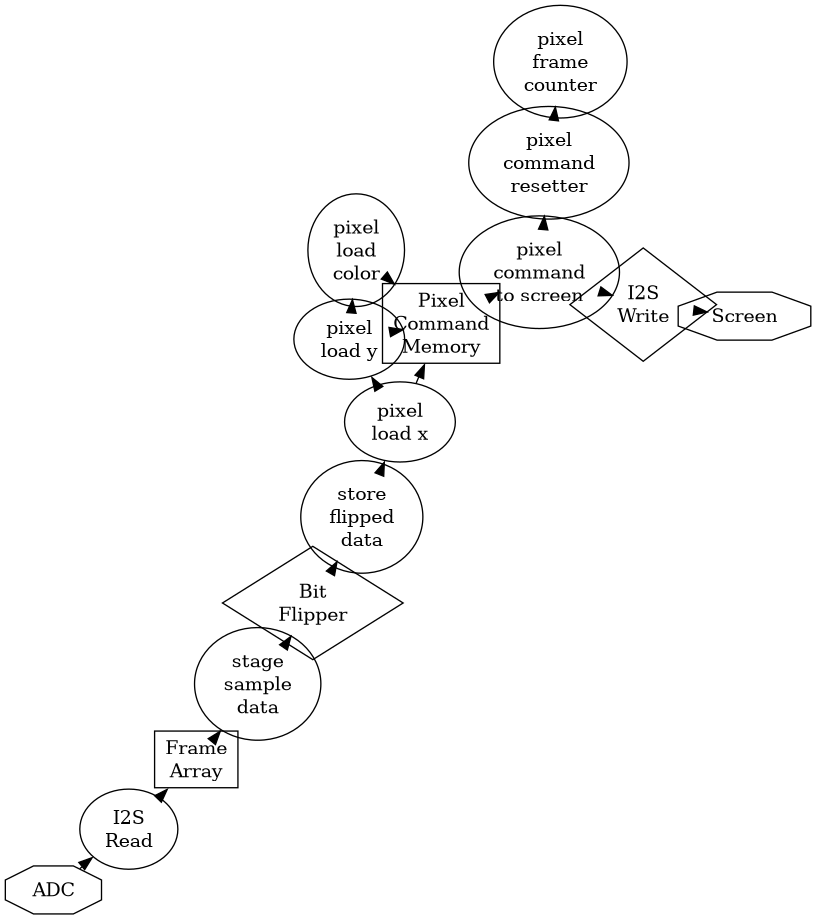 pixel
frame
counter
pixel
command
resetter
pixel
load
color
pixel
command
to screen
I2S
Write
Screen
Pixel
Command
Memory
pixel
load y
pixel
load x
store
flipped
data
Bit
Flipper
stage
sample
data
Frame
Array
I2S
Read
ADC